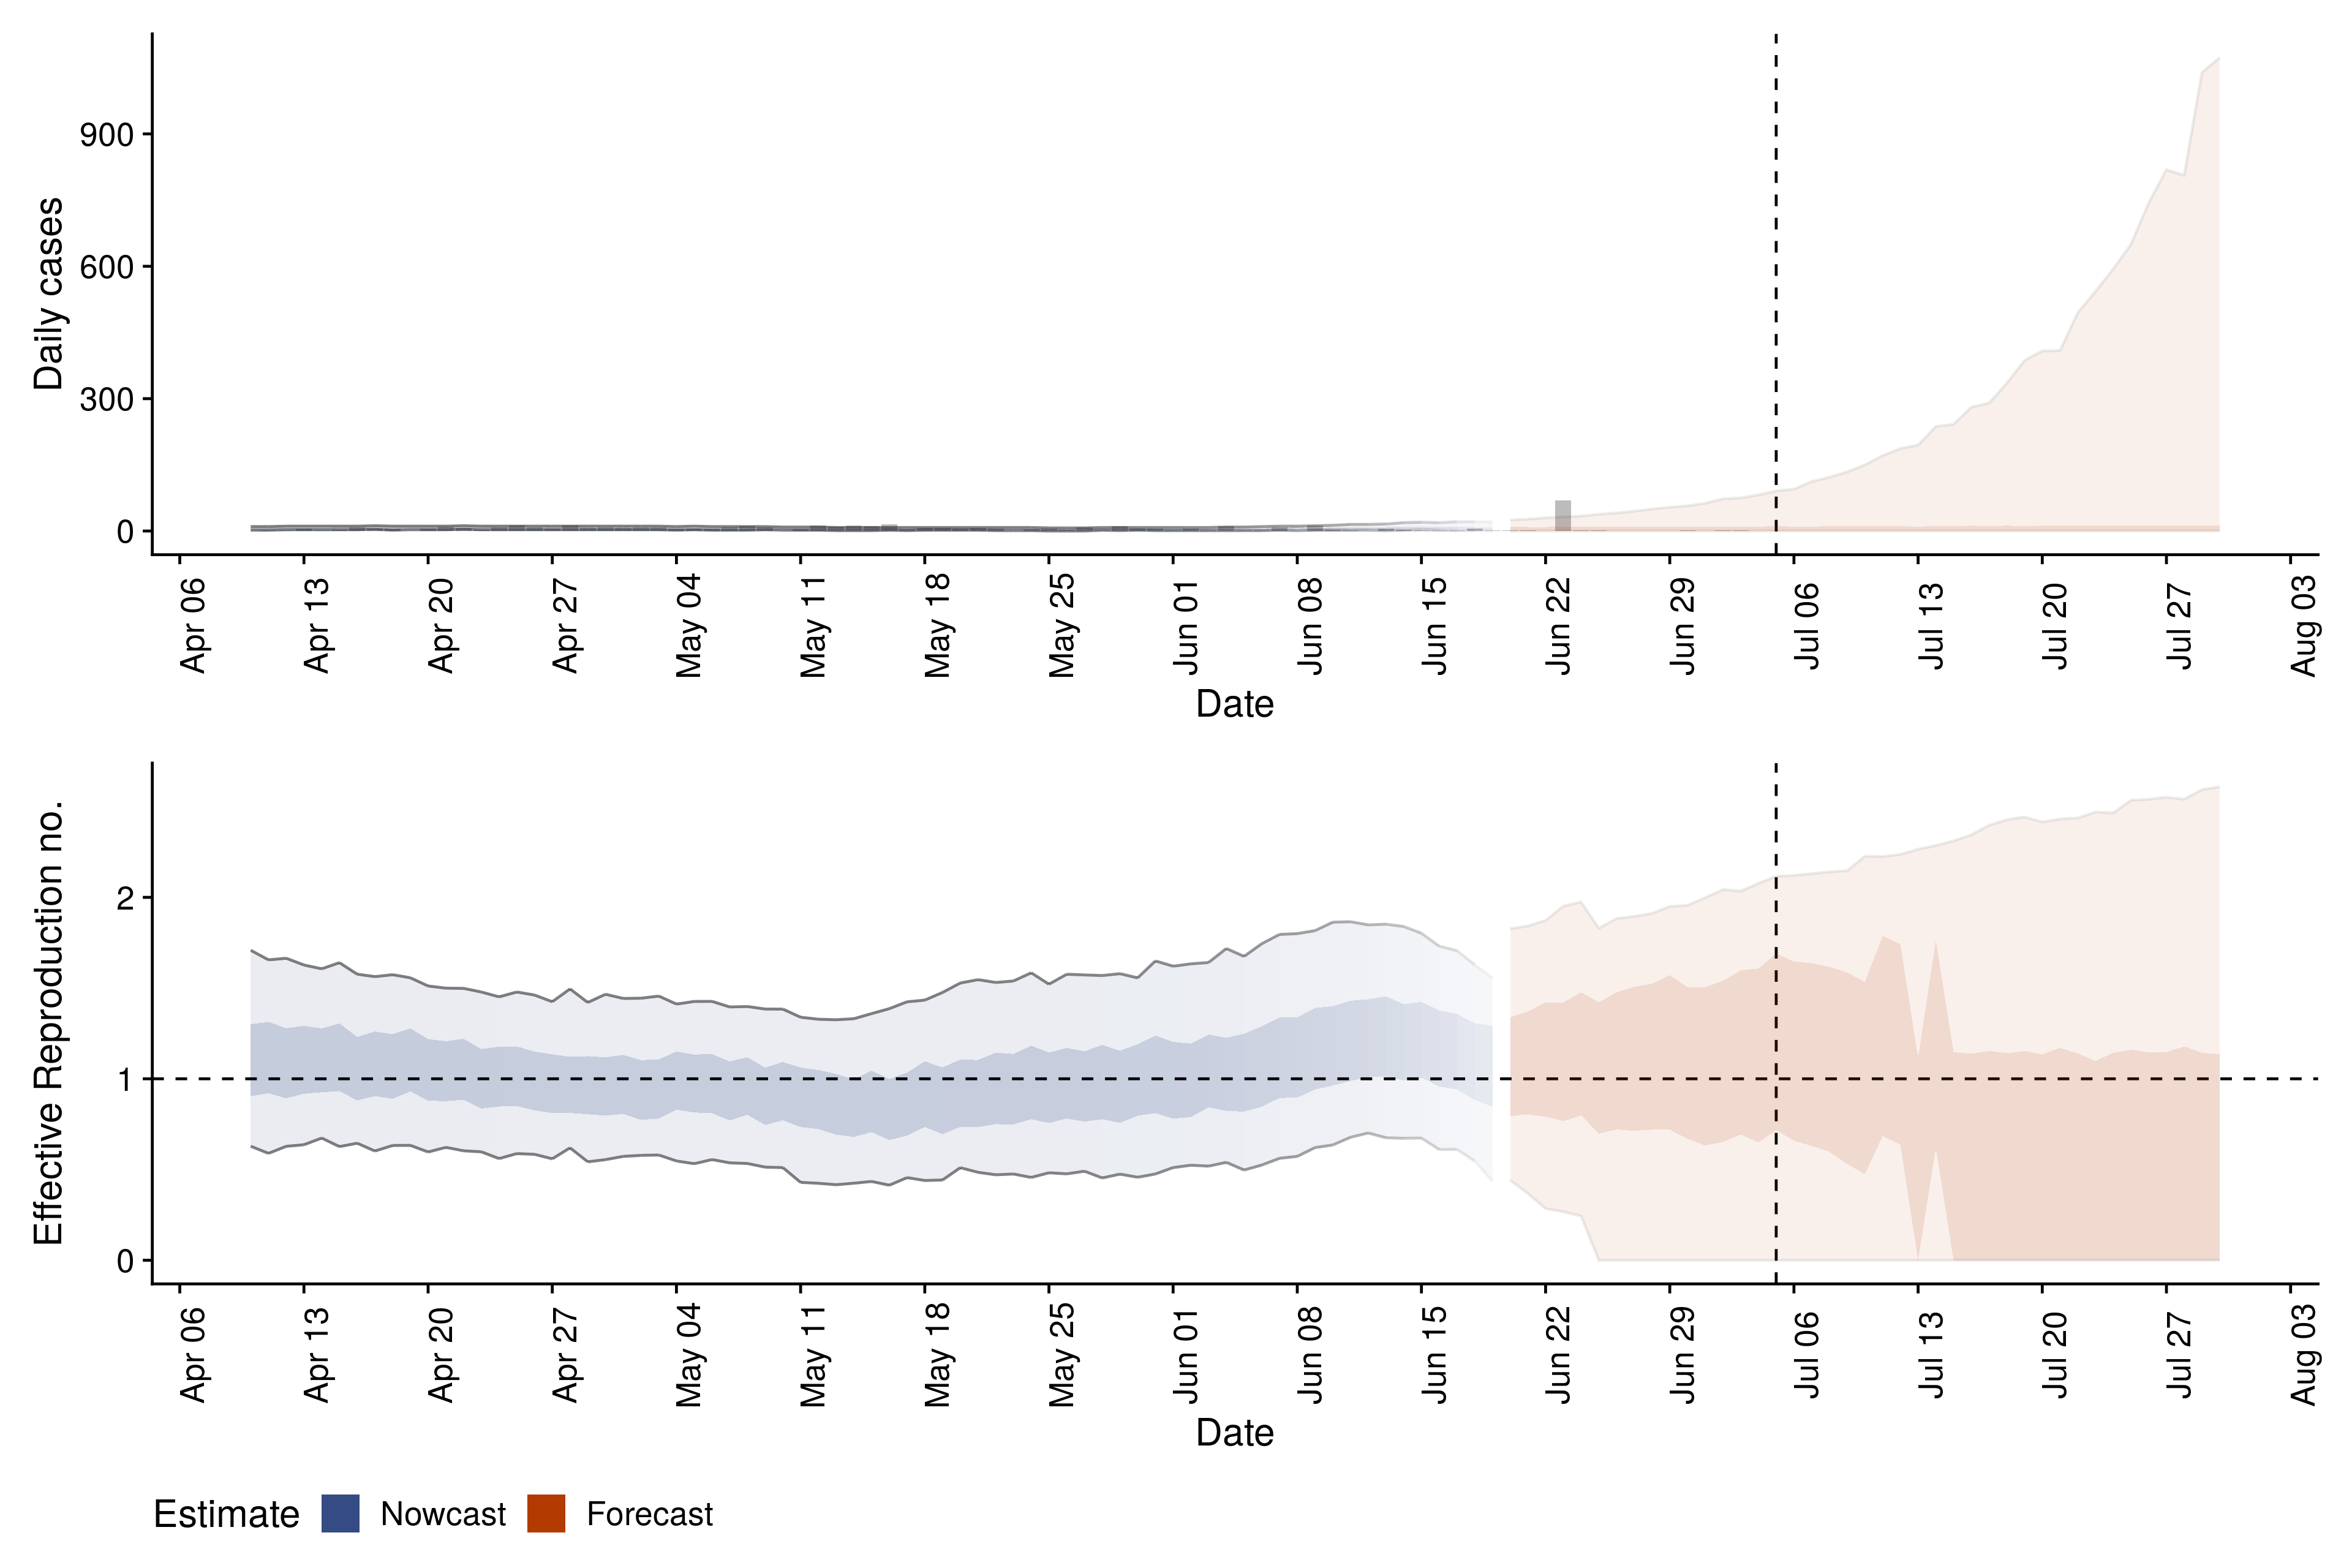 Daily cases
900
600
300
0
Apr 06
Apr 13
Apr 20
Apr 27
May 04
May 11
May 18
May 25
Jun 01
Jun 08
Jun 15
Jun 22
Jun 29
Jul 06
Jul 13
Jul 20
Jul 27
Aug 03
Date
Effective Reproduction no.
2
1
0
Apr 06
Apr 13
Apr 20
Apr 27
May 04
May 11
May 18
May 25
Jun 01
Jun 08
Jun 15
Jun 22
Jun 29
Jul 06
Jul 13
Jul 20
Jul 27
Aug 03
Date
Estimate Nowcast Forecast